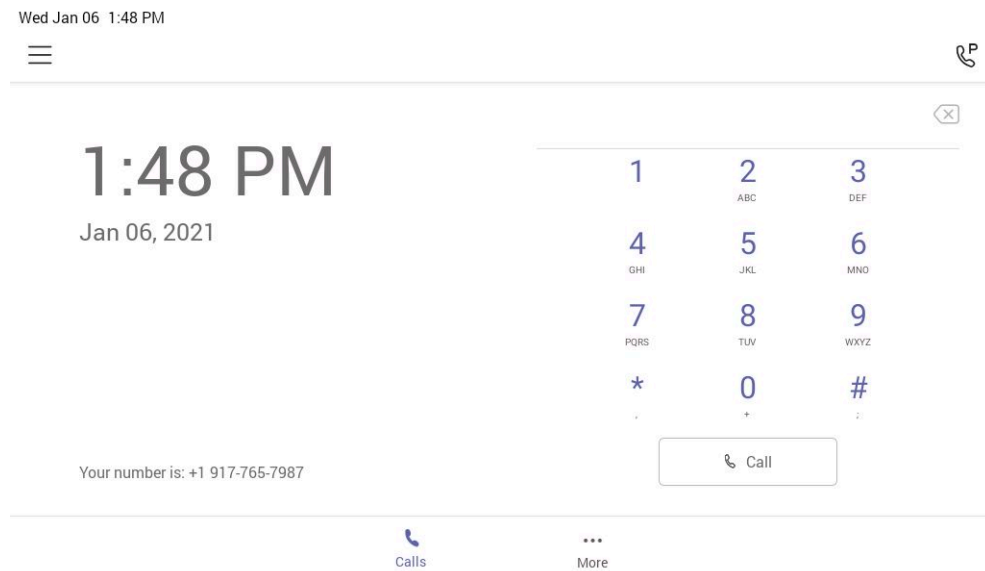 Wed Jan 06 1:48 PM
P
1:48 PM
Jan 06, 2021
Your number is: +1 917-765-7987
1 2 3
ABC DEF
4 5 6
GHI JKL MNO
7 8 9
PQRS TUV WXYZ
* 0 #
, + ;
Call
Calls More